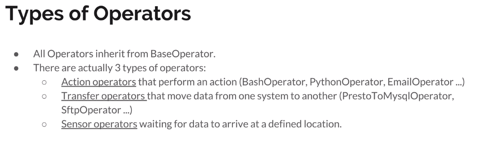 Types of Operators
● All Operators inherit from BaseOperator.
● There are actually 3 types of operators:
○ Action operators that perform an action (BashOperator, PythonOperator, EmailOperator ...)
○ Transfer operators that move data from one system to another (PrestoToMysqlOperator,
SftpOperator ...)
○ Sensor operators waiting for data to arrive at a defined location.